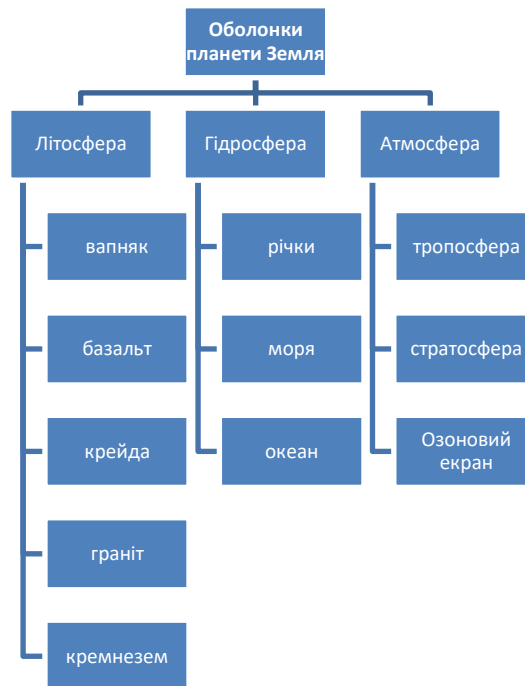 Оболонки
планети Земля
Літосфера
Гідросфера
Атмосфера
вапняк
річки
тропосфера
базальт
моря
стратосфера
крейда
океан
Озоновий
екран
граніт
кремнезем